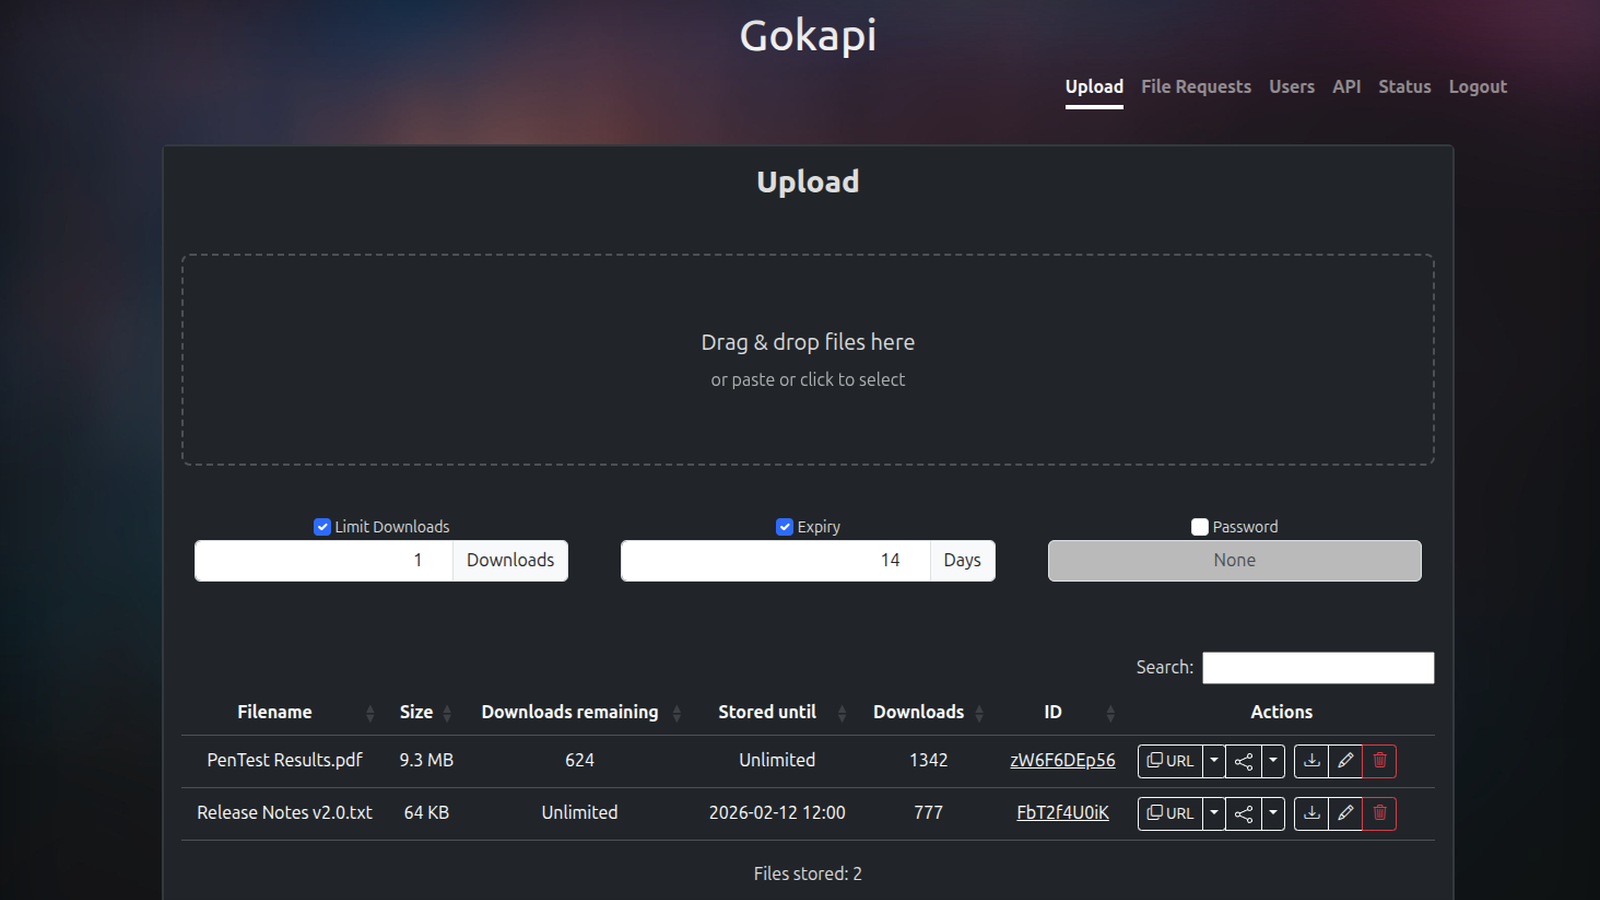 Gokapi
Upload File Requests Users API Status Logout
Upload
Drag & drop files here
or paste or click to select
Limit Downloads Expiry Password
1 Downloads 14 Days None
Search:
Filename Size Downloads remaining Stored until Downloads ID Actions
PenTest Results.pdf 9.3 MB 624 Unlimited 1342 zW6F6DEp56 URL
Release Notes v2.0.txt 64 KB Unlimited 2026-02-12 12:00 777 FbT2f4U0iK URL
Files stored: 2